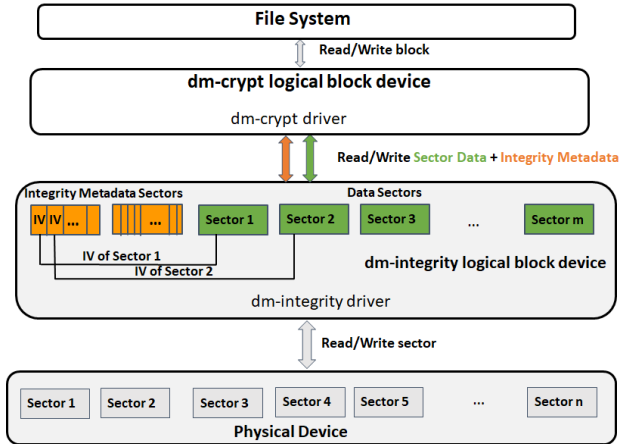 File System
Read/Write block
dm-crypt logical block device
dm-crypt driver
Read/Write Sector Data + Integrity Metadata
Integrity Metadata Sectors
Data Sectors
IV IV ... ... Sector 1 Sector 2 Sector 3 ... Sector m
IV of Sector 1
IV of Sector 2
dm-integrity logical block device
dm-integrity driver
Read/Write sector
Sector 1 Sector 2 Sector 3 Sector 4 Sector 5 ... Sector n
Physical Device